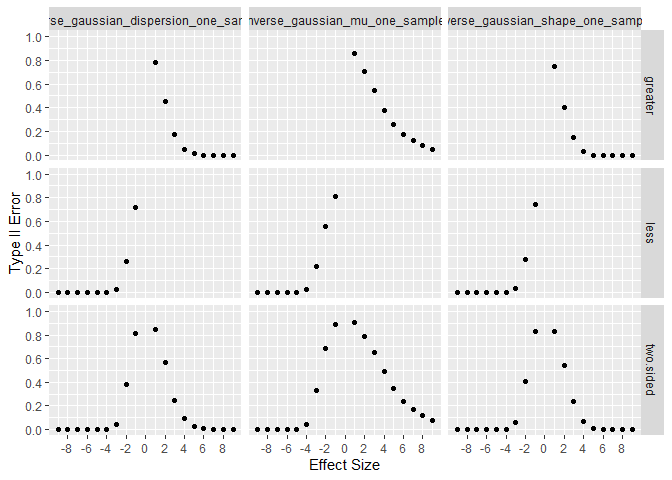 rse_gaussian_dispersion_one_sar
nverse_gaussian_mu_one_sample
verse_gaussian_shape_one_samp
1.0
0.8
0.6
0.4
0.2
0.0
greater
1.0
0.8
0.6
0.4
0.2
0.0
less
1.0
0.8
0.6
0.4
0.2
0.0
two.sided
Type II Error
-8 -6 -4 -2 0 2 4 6 8
-8 -6 -4 -2 0 2 4 6 8
-8 -6 -4 -2 0 2 4 6 8
Effect Size